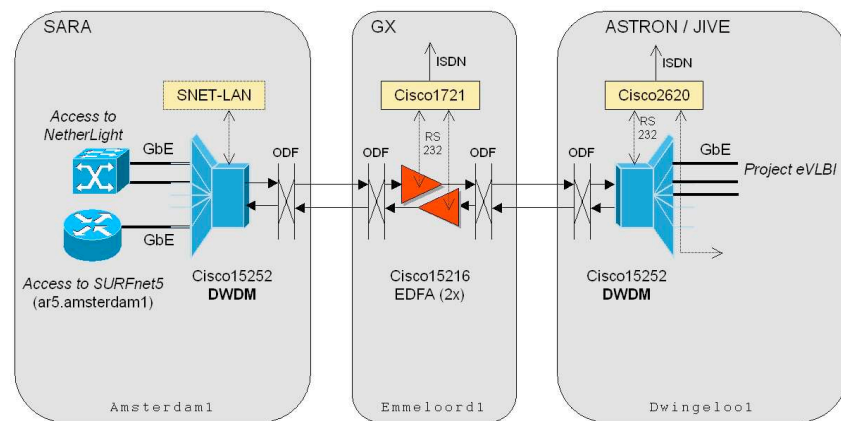 SARA
SNET-LAN
Access to
NetherLight
GbE
GbE
Access to SURFnet5
(ar5.amsterdam1)
ODF
Cisco15252
DWDM
Amsterdam1
GX
ISDN
Cisco1721
RS
232
ODF
ODF
Cisco15216
EDFA (2x)
Emmeloord1
ASTRON / JIVE
ISDN
Cisco2620
RS
232
ODF
GbE
Project eVLBI
Cisco15252
DWDM
Dwingeloo1